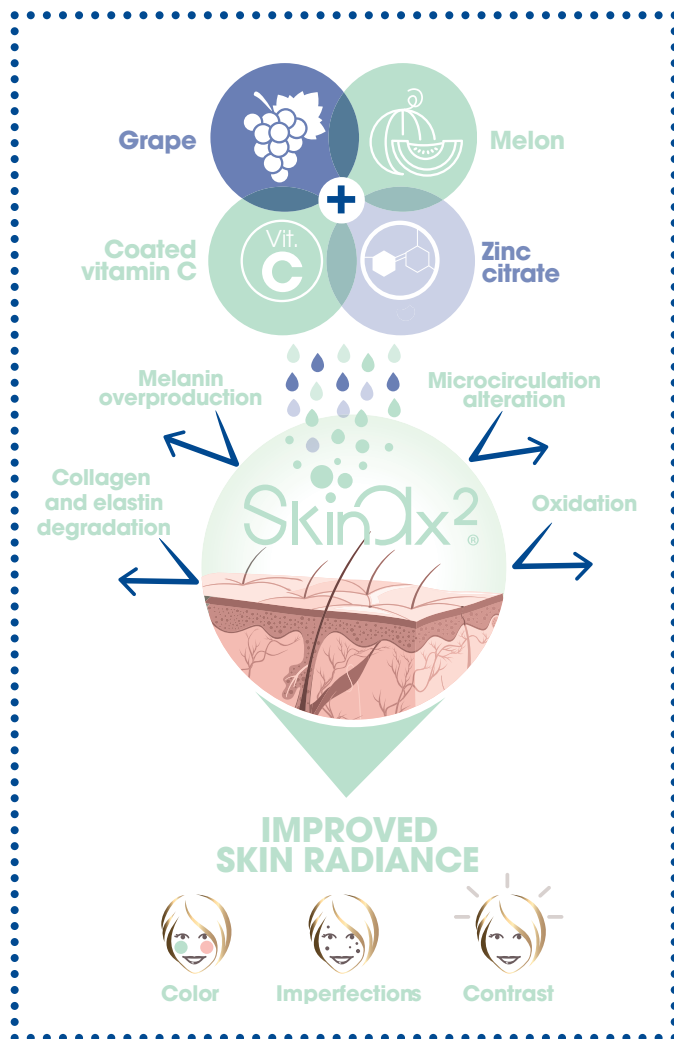 Grape
Melon
Vit.
C
Coated
vitamin C
Zinc
citrate
Melanin
overproduction
Microcirculation
alteration
Collagen
and elastin
degradation
Oxidation
SkinAx2®
IMPROVED
SKIN RADIANCE
Color
Imperfections
Contrast